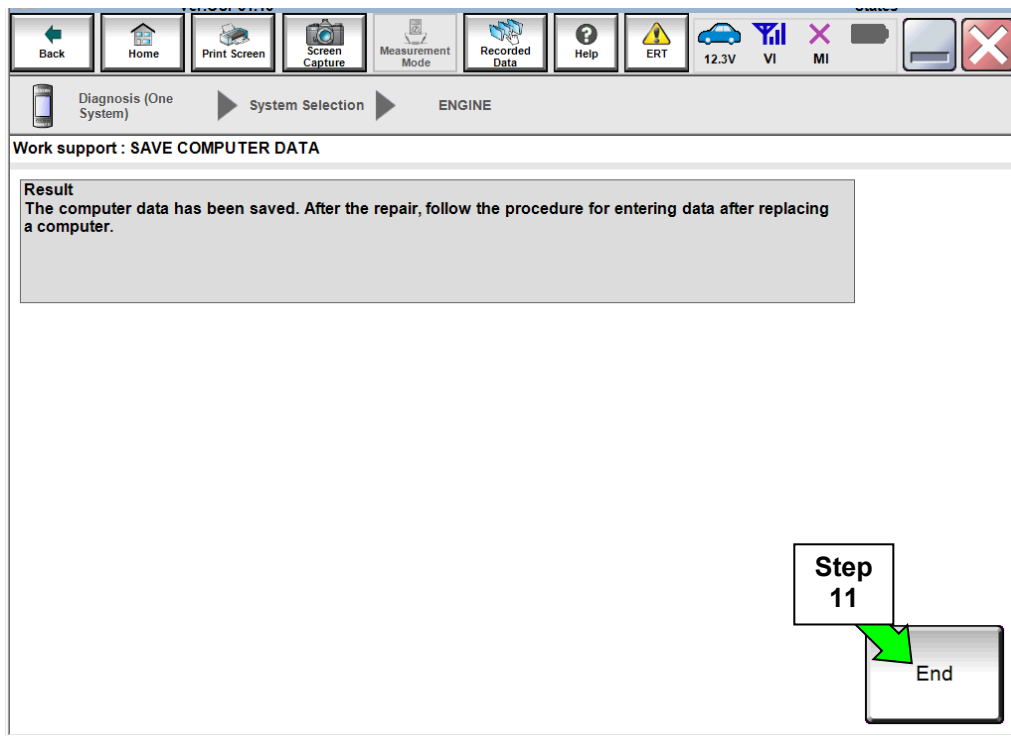 Back
Home
Print Screen
Screen
Capture
Measurement
Mode
Recorded
Data
Help
ERT
12.3V
VI
MI
Diagnosis (One
System)
System Selection
ENGINE
Work support : SAVE COMPUTER DATA
Result
The computer data has been saved. After the repair, follow the procedure for entering data after replacing
a computer.
Step
11
End